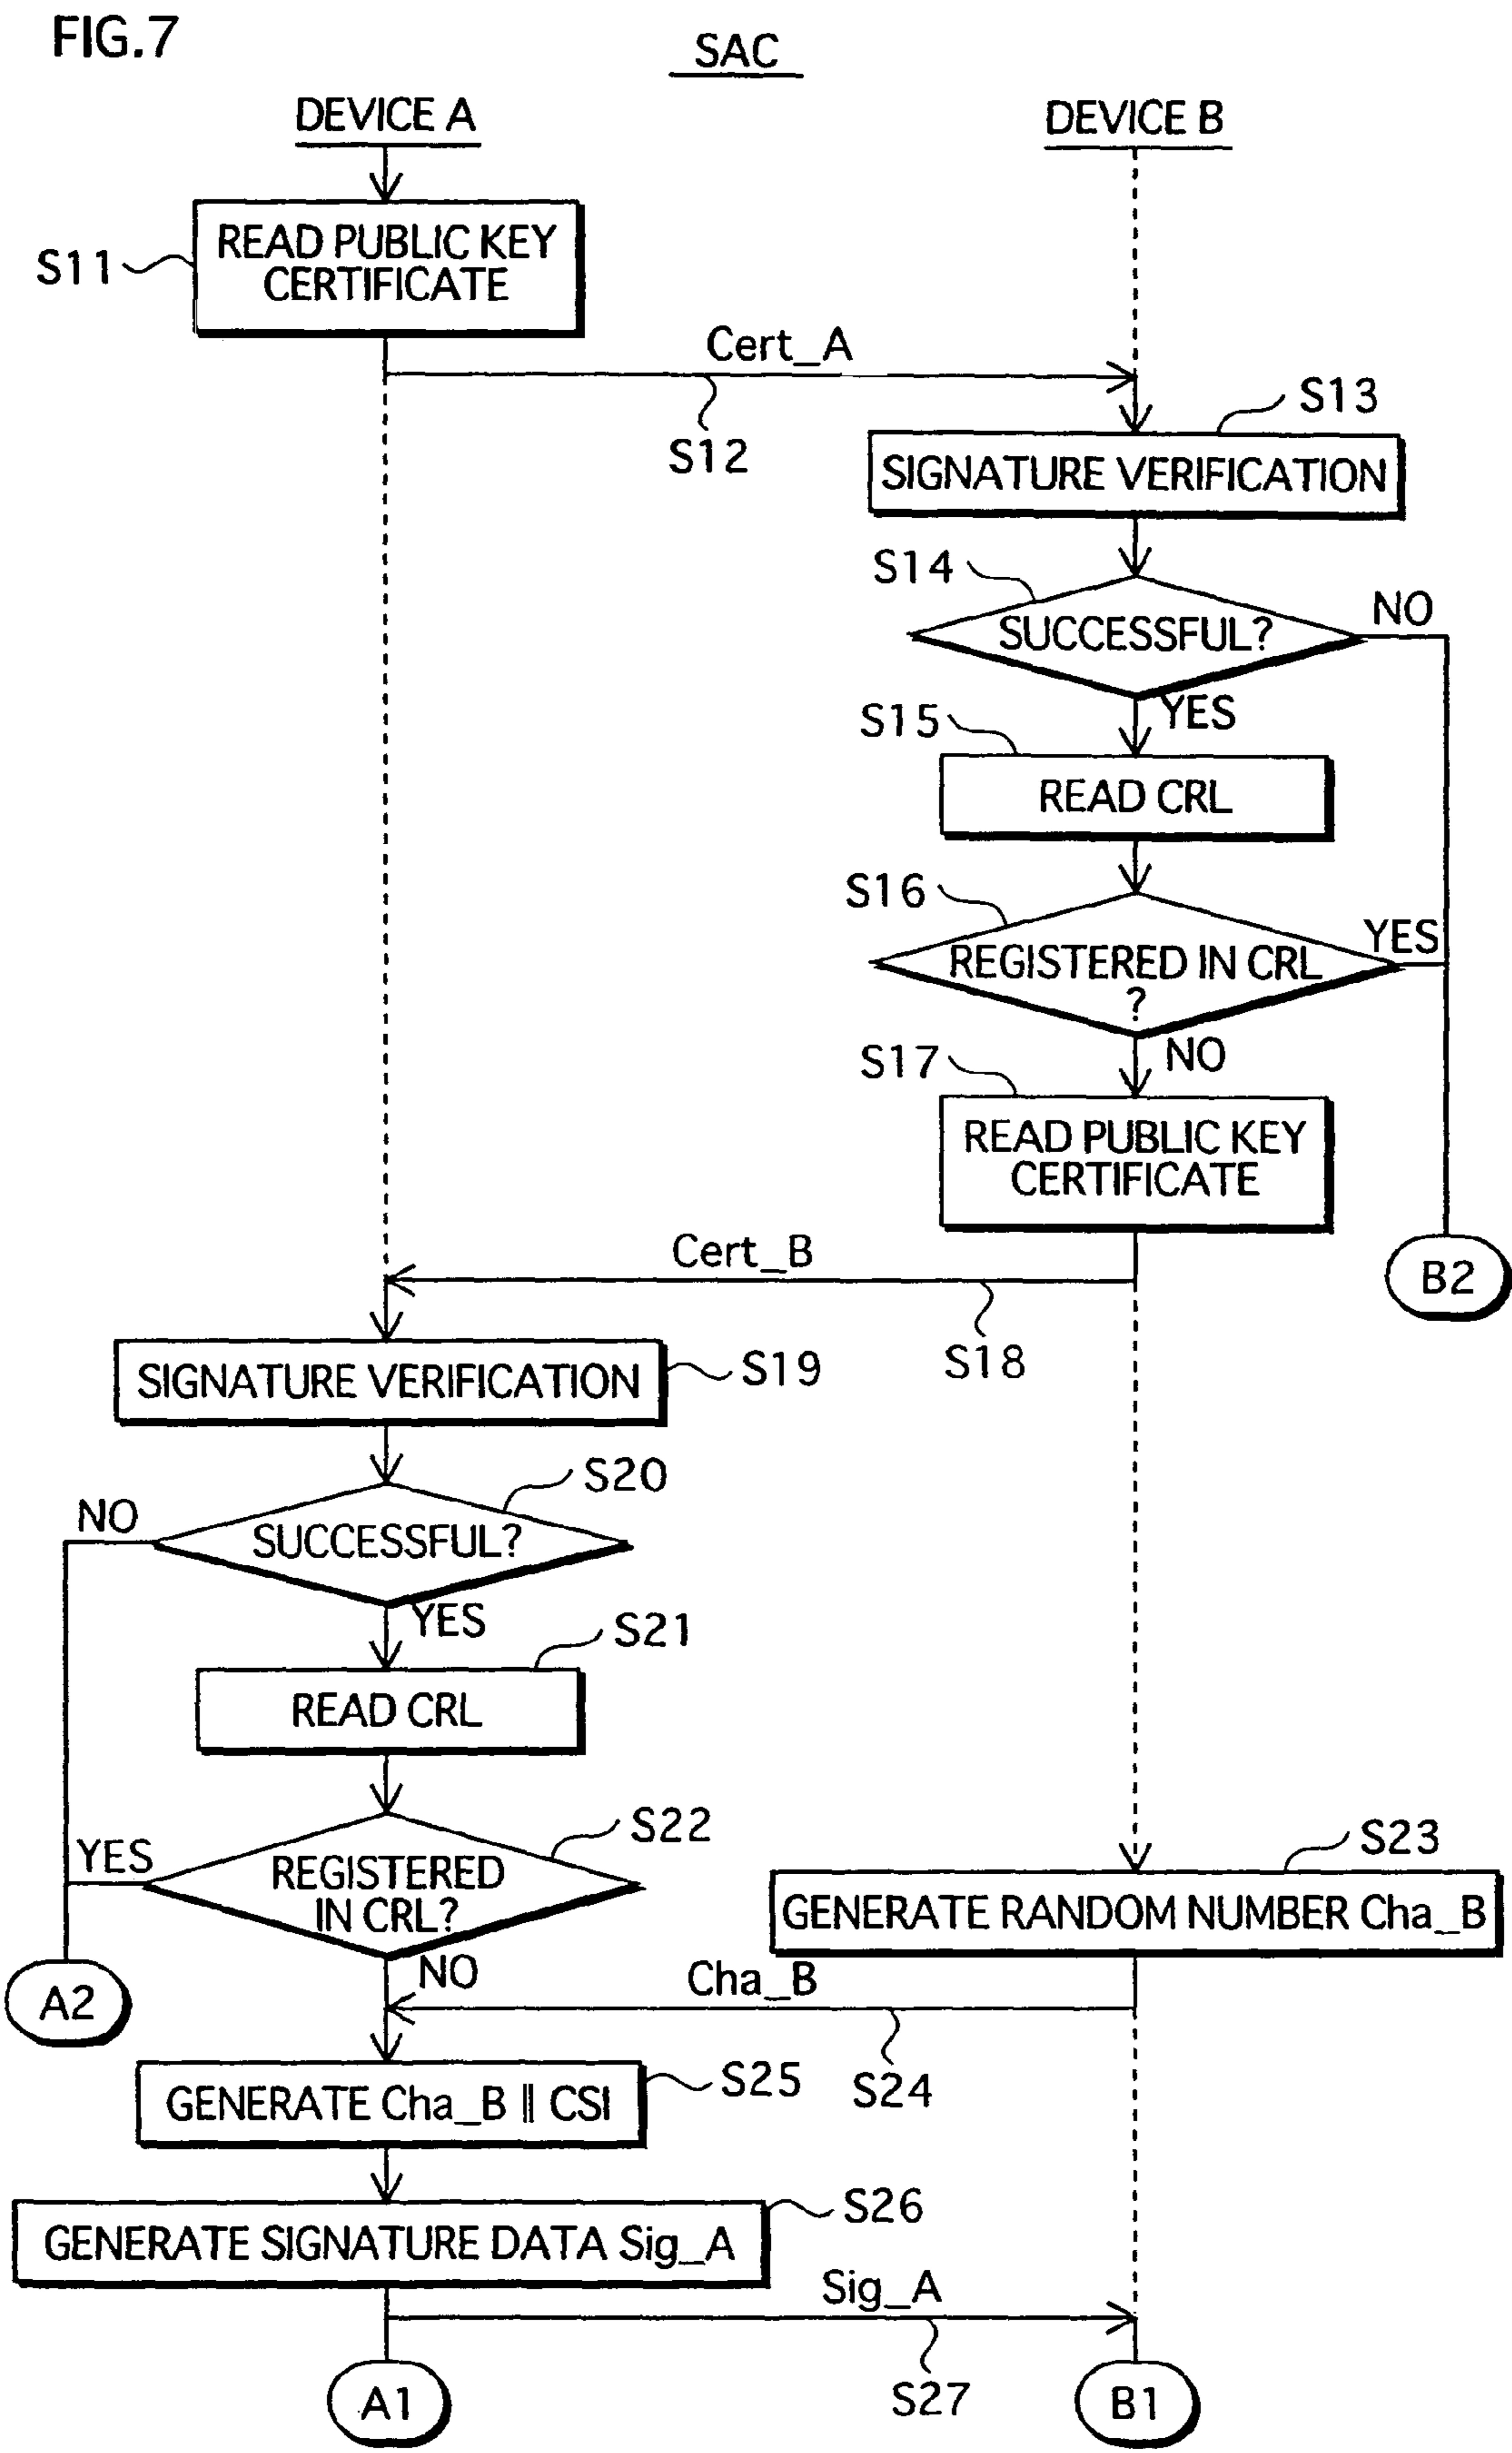 FIG.7
SAC
DEVICE A
DEVICE B
S11
READ PUBLIC KEY
CERTIFICATE
Cert_A
S12
S13
SIGNATURE VERIFICATION
S14
SUCCESSFUL?
NO
YES
S15
READ CRL
S16
REGISTERED IN CRL
?
YES
NO
S17
READ PUBLIC KEY
CERTIFICATE
Cert_B
S18
B2
SIGNATURE VERIFICATION
S19
S20
NO
SUCCESSFUL?
YES
S21
READ CRL
S22
YES
REGISTERED
IN CRL?
NO
S23
GENERATE RANDOM NUMBER Cha_B
A2
Cha_B
S24
GENERATE Cha_B || CSI
S25
GENERATE SIGNATURE DATA Sig_A
S26
Sig_A
S27
A1
B1